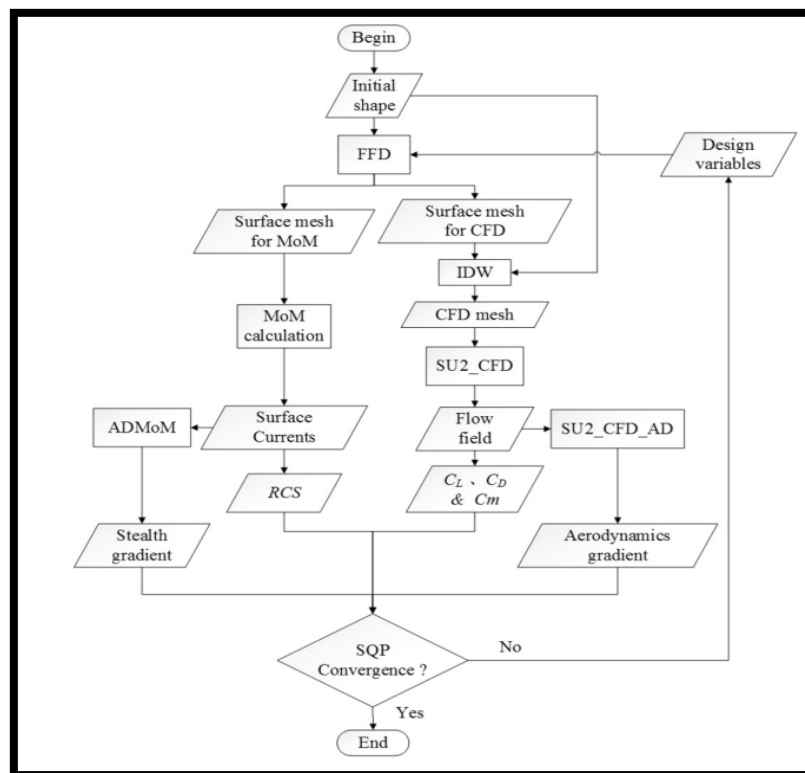 Begin
Initial
shape
FFD
Design
variables
Surface mesh
for MoM
Surface mesh
for CFD
IDW
MoM
calculation
CFD mesh
SU2_CFD
ADMoM
Surface
Currents
Flow
field
SU2_CFD_AD
RCS
C_L 、 C_D
& Cm
Stealth
gradient
Aerodynamics
gradient
SQP
Convergence ?
No
Yes
End